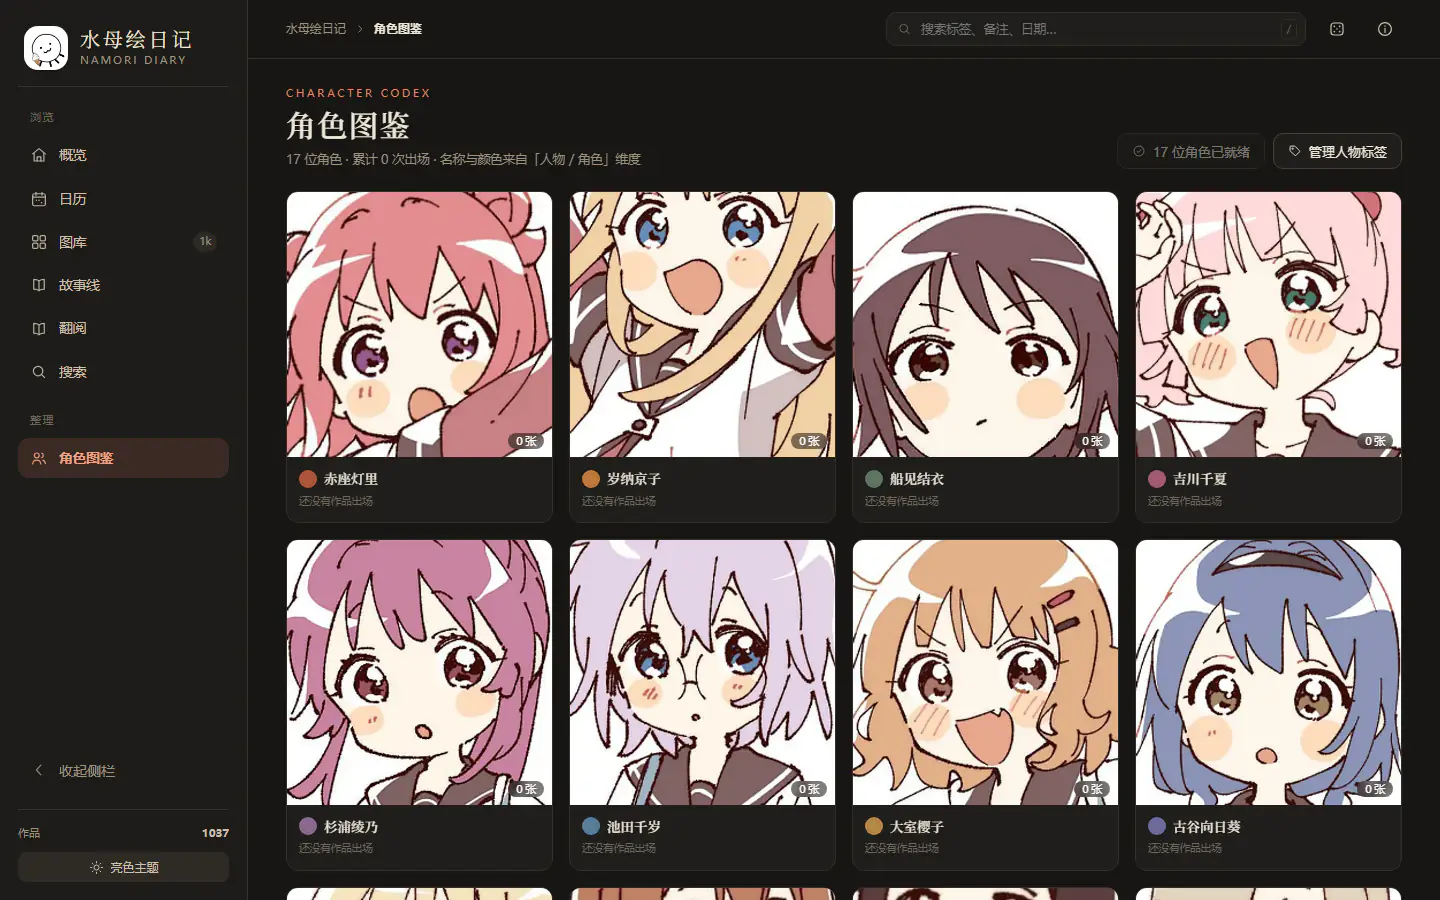 水母绘日记
NAMORI DIARY
浏览
概览
日历
图库 1k
故事线
翻阅
搜索
整理
角色图鉴
收起侧栏
作品 1037
亮色主题
水母绘日记 > 角色图鉴
搜索标签、备注、日期... /
CHARACTER CODEX
角色图鉴
17 位角色 · 累计 0 次出场 · 名称与颜色来自「人物 / 角色」维度
17 位角色已就绪
管理人物标签
0 张
赤座灯里
还没有作品出场
0 张
岁纳京子
还没有作品出场
0 张
船见结衣
还没有作品出场
0 张
吉川千夏
还没有作品出场
0 张
杉浦绫乃
还没有作品出场
0 张
池田千岁
还没有作品出场
0 张
大室樱子
还没有作品出场
0 张
古谷向日葵
还没有作品出场